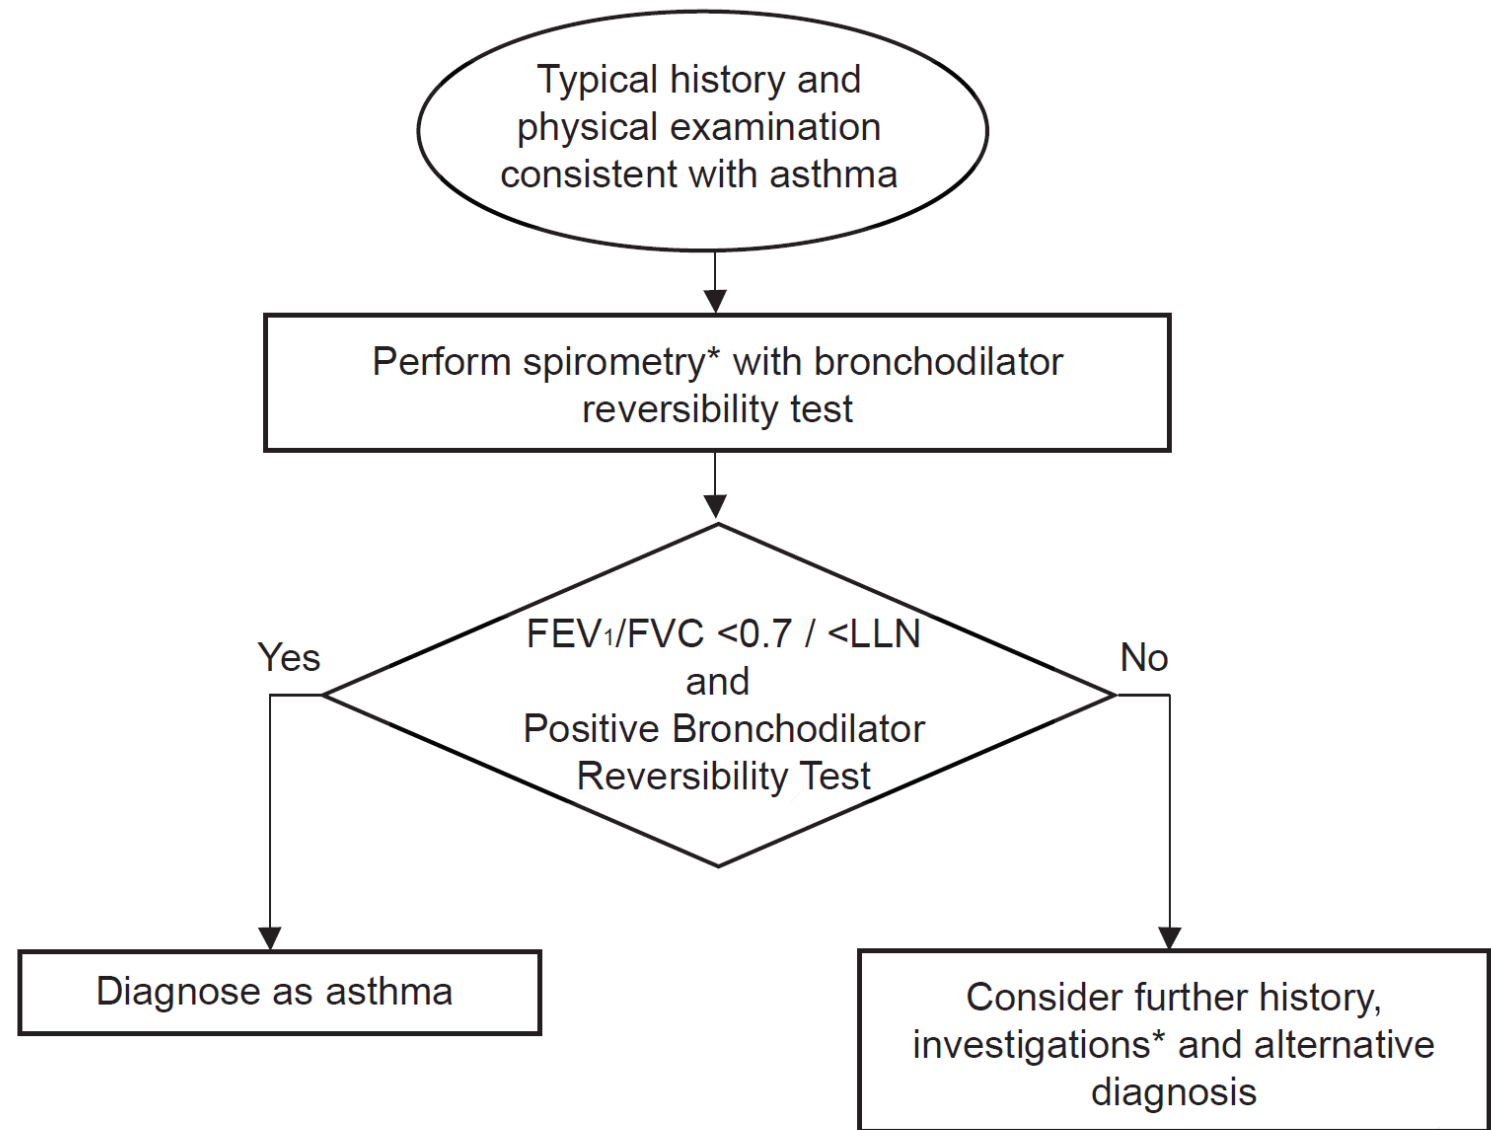 Typical history and
physical examination
consistent with asthma
Perform spirometry* with bronchodilator
reversibility test
FEV₁/FVC <0.7 / <LLN
and
Positive Bronchodilator
Reversibility Test
Yes
No
Diagnose as asthma
Consider further history,
investigations* and alternative
diagnosis